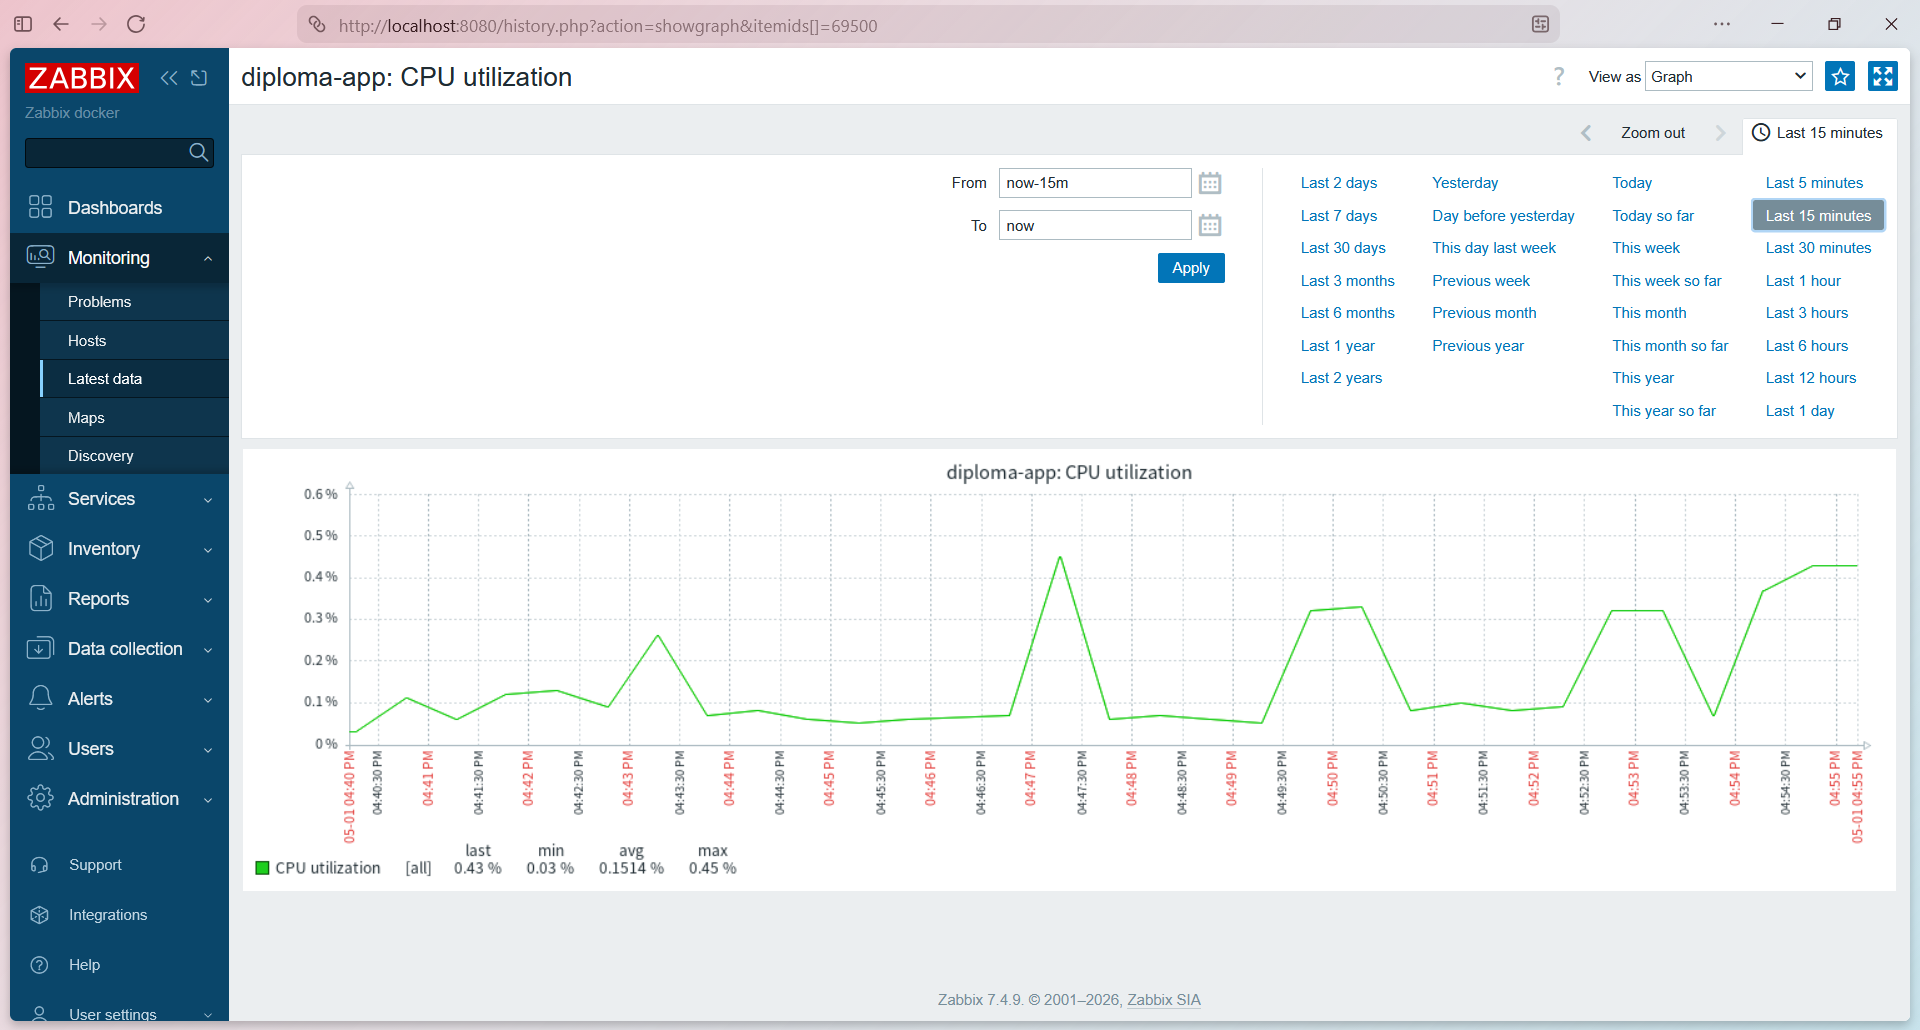 http://localhost:8080/history.php?action=showgraph&itemids[]=69500
ZABBIX
Zabbix docker
Dashboards
Monitoring
Problems
Hosts
Latest data
Maps
Discovery
Services
Inventory
Reports
Data collection
Alerts
Users
Administration
Support
Integrations
Help
User settings
diploma-app: CPU utilization
? View as Graph
Zoom out Last 15 minutes
From now-15m
To now
Apply
Last 2 days Yesterday Today Last 5 minutes
Last 7 days Day before yesterday Today so far Last 15 minutes
Last 30 days This day last week This week Last 30 minutes
Last 3 months Previous week This week so far Last 1 hour
Last 6 months Previous month This month Last 3 hours
Last 1 year Previous year This month so far Last 6 hours
Last 2 years This year Last 12 hours
This year so far Last 1 day
diploma-app: CPU utilization
0.6 %
0.5 %
0.4 %
0.3 %
0.2 %
0.1 %
0 %
05-01 04:40 PM
04:40:30 PM
04:41 PM
04:41:30 PM
04:42 PM
04:42:30 PM
04:43 PM
04:43:30 PM
04:44 PM
04:44:30 PM
04:45 PM
04:45:30 PM
04:46 PM
04:46:30 PM
04:47 PM
04:47:30 PM
04:48 PM
04:48:30 PM
04:49 PM
04:49:30 PM
04:50 PM
04:50:30 PM
04:51 PM
04:51:30 PM
04:52 PM
04:52:30 PM
04:53 PM
04:53:30 PM
04:54 PM
04:54:30 PM
04:55 PM
05-01 04:55 PM
last min avg max
CPU utilization [all] 0.43 % 0.03 % 0.1514 % 0.45 %
Zabbix 7.4.9. © 2001–2026, Zabbix SIA